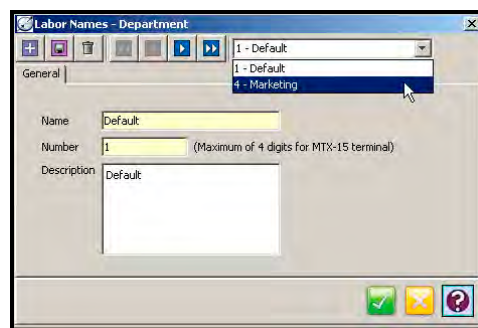 Labor Names - Department
1 - Default
1 - Default
4 - Marketing
General
Name Default
Number 1 (Maximum of 4 digits for MTX-15 terminal)
Description Default